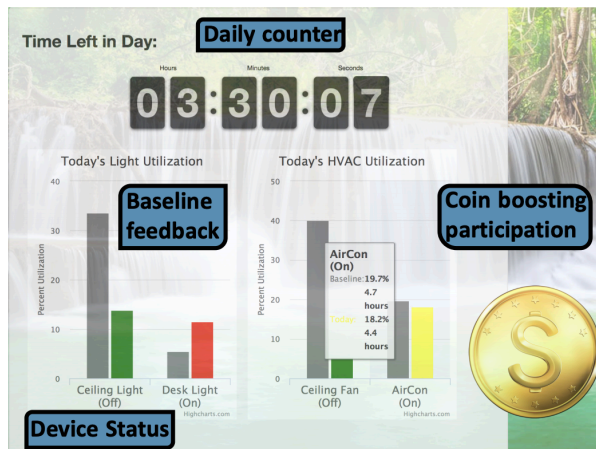 Time Left in Day:
Daily counter
Hours Minutes Seconds
03:30:07
Today's Light Utilization
Today's HVAC Utilization
40
30
20
10
0
Percent Utilization
Baseline
feedback
50
40
30
20
10
0
Percent Utilization
AirCon
(On)
Baseline: 19.7%
4.7
hours
Today: 18.2%
4.4
hours
Coin boosting
participation
S
Ceiling Light
(Off)
Desk Light
(On)
Highcharts.com
Ceiling Fan
(Off)
AirCon
(On)
Highcharts.com
Device Status